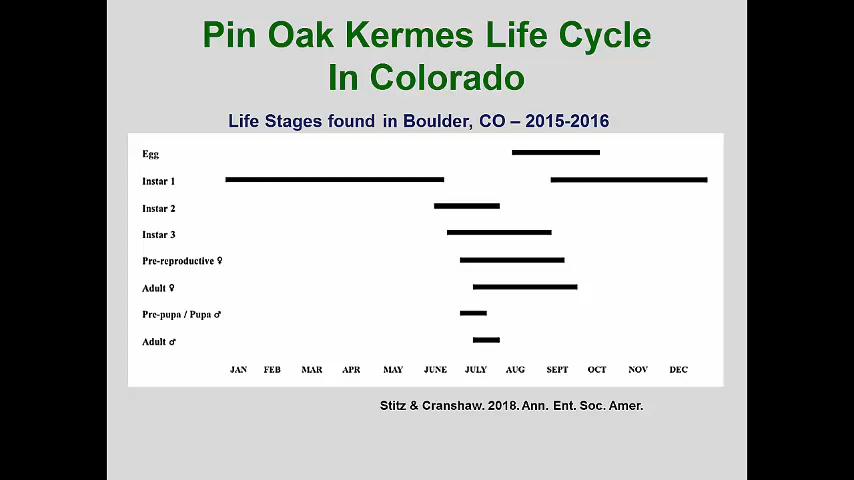 Pin Oak Kermes Life Cycle
In Colorado
Life Stages found in Boulder, CO – 2015-2016
Egg
Instar 1
Instar 2
Instar 3
Pre-reproductive ♀
Adult ♀
Pre-pupa / Pupa ♂
Adult ♂
JAN FEB MAR APR MAY JUNE JULY AUG SEPT OCT NOV DEC
Stitz & Cranshaw. 2018. Ann. Ent. Soc. Amer.